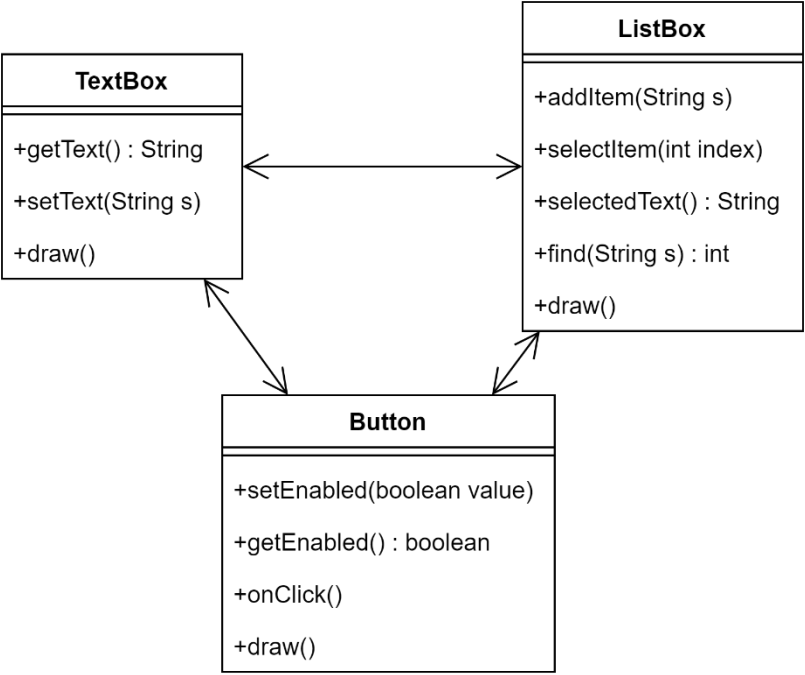 TextBox
+getText() : String
+setText(String s)
+draw()
ListBox
+addItem(String s)
+selectItem(int index)
+selectedText() : String
+find(String s) : int
+draw()
Button
+setEnabled(boolean value)
+getEnabled() : boolean
+onClick()
+draw()